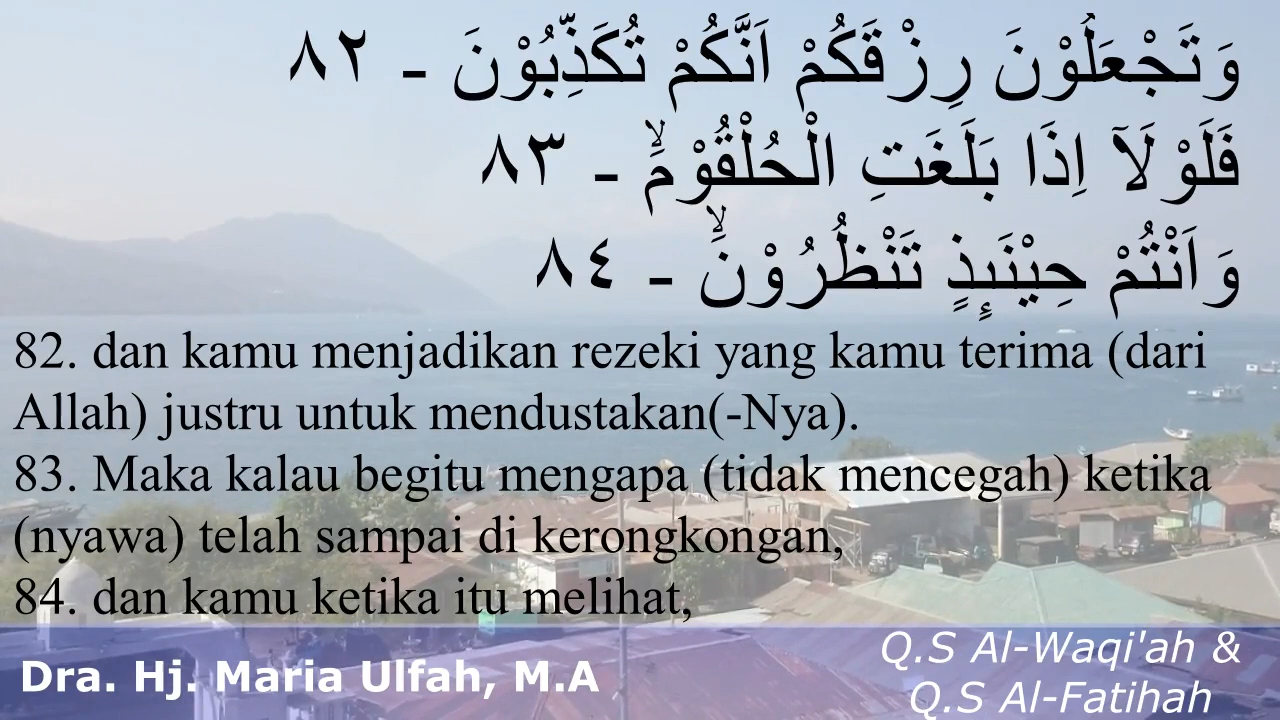 وَتَجْعَلُوْنَ رِزْقَكُمْ اَنَّكُمْ تُكَذِّبُوْنَ - ٨٢
فَلَوْلَآ اِذَا بَلَغَتِ الْحُلْقُوْمَۙ - ٨٣
وَاَنْتُمْ حِيْنَىِٕذٍ تَنْظُرُوْنَۙ - ٨٤
82. dan kamu menjadikan rezeki yang kamu terima (dari
Allah) justru untuk mendustakan(-Nya).
83. Maka kalau begitu mengapa (tidak mencegah) ketika
(nyawa) telah sampai di kerongkongan,
84. dan kamu ketika itu melihat,
Dra. Hj. Maria Ulfah, M.A
Q.S Al-Waqi'ah &
Q.S Al-Fatihah